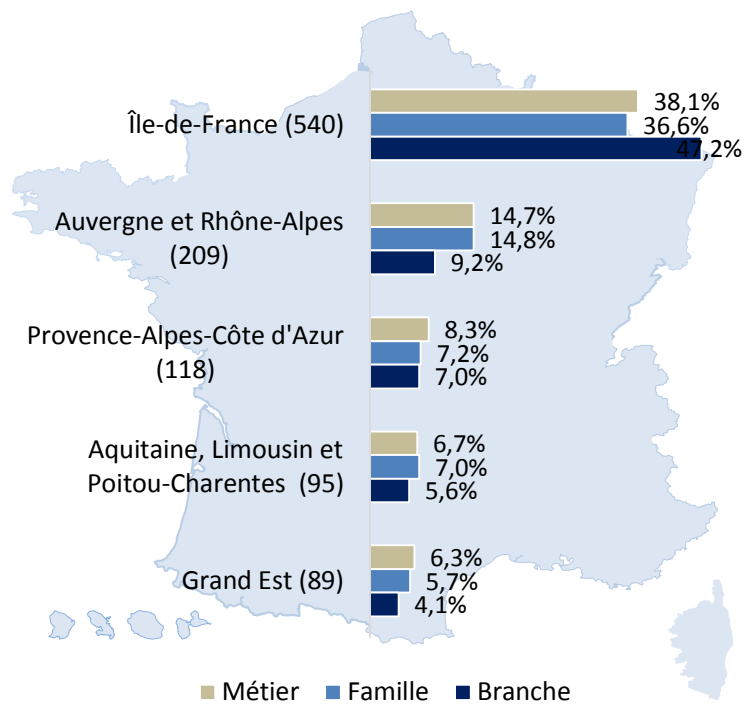 Île-de-France (540)
38,1%
36,6%
47,2%
Auvergne et Rhône-Alpes
(209)
14,7%
14,8%
9,2%
Provence-Alpes-Côte d'Azur
(118)
8,3%
7,2%
7,0%
Aquitaine, Limousin et
Poitou-Charentes (95)
6,7%
7,0%
5,6%
Grand Est (89)
6,3%
5,7%
4,1%
Métier Famille Branche